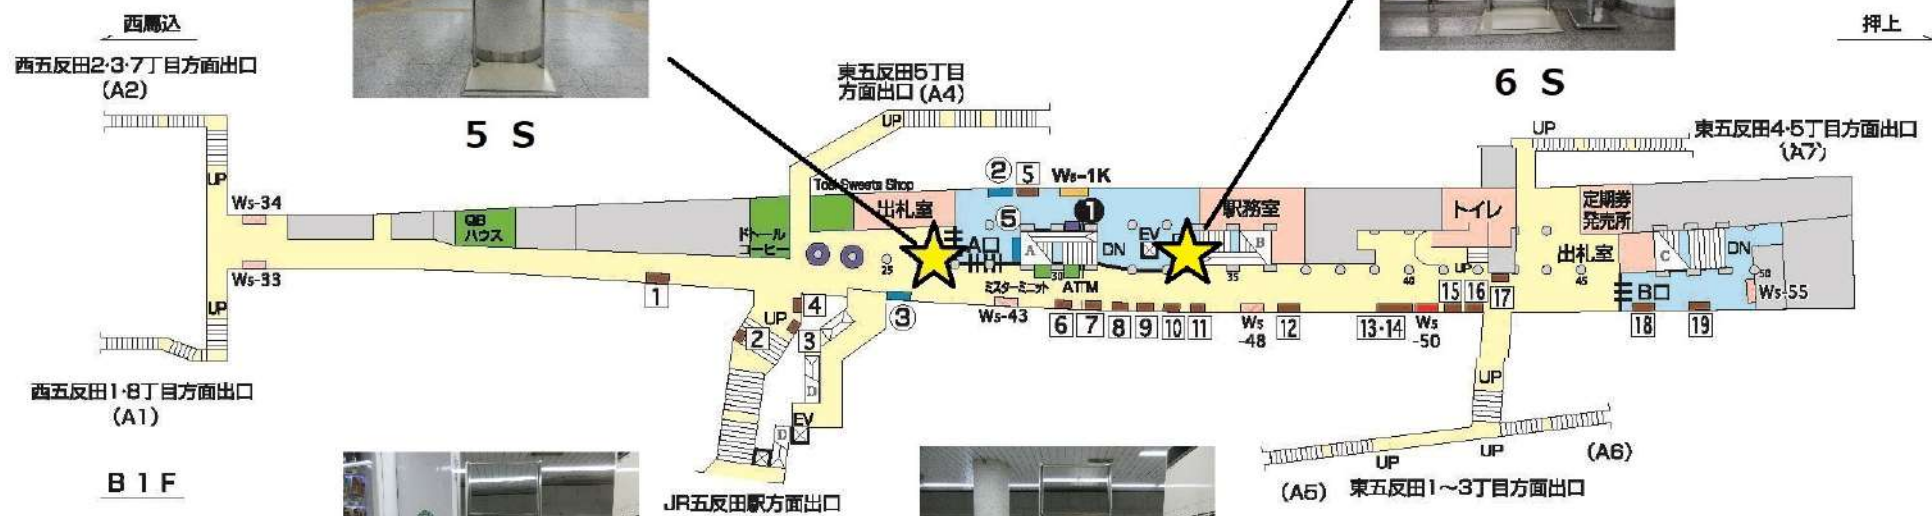 西馬込
押上
西五反田2・3・7丁目方面出口
(A2)
6 S
東五反田5丁目
方面出口(A4)
5 S
UP
UP
東五反田4・5丁目方面出口
(A7)
UP
② 5 Ws-1K
Ws-34
QB
ハウス
ドトール
コーヒー
出札室
⑤
❶
駅務室
トイレ
定期券
発売所
A口
A
DN
EV
B
出札室
C
DN
25
30
35
40
45
50
UP
Ws-33
ミスターミニット
ATM
B口
Ws-55
1
4
③
Ws-43
6
7
8
9
10
11
Ws
-48
12
13・14
Ws
-50
15
16
17
18
19
UP
UP
2
3
D
UP
西五反田1・8丁目方面出口
(A1)
EV
D
B1F
JR五反田駅方面出口
UP
UP
(A6)
(A5)
東五反田1〜3丁目方面出口